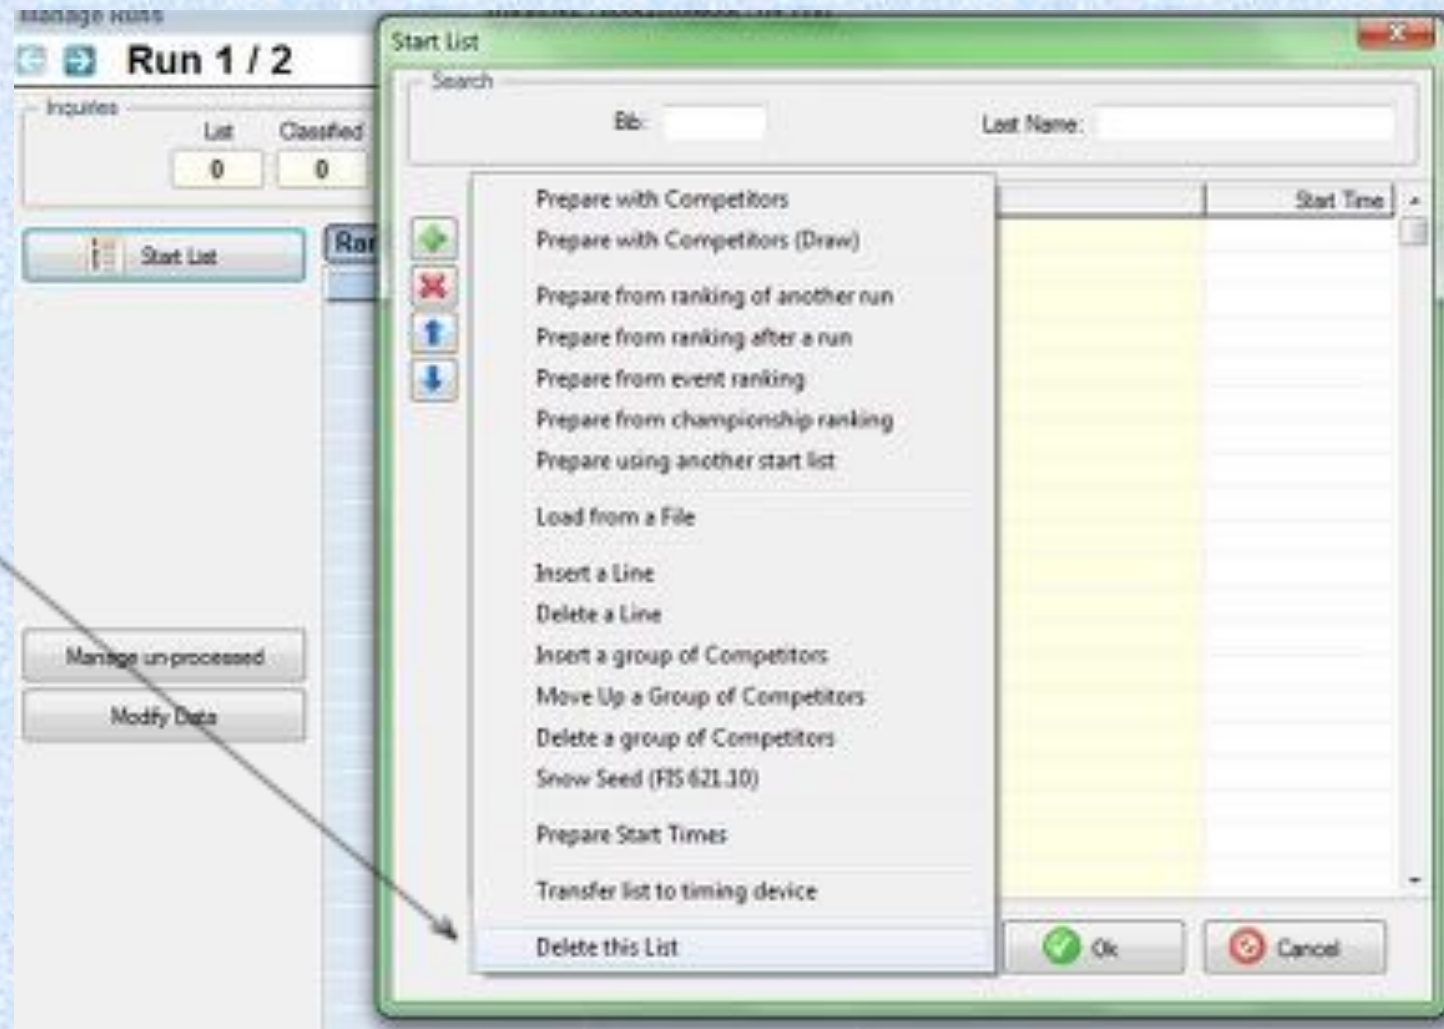 Manage Runs
Run 1 / 2
Start List
Search
Bib:
Last Name:
Inquiries
List
Classified
0
0
Start List
Start Time
Prepare with Competitors
Prepare with Competitors (Draw)
Prepare from ranking of another run
Prepare from ranking after a run
Prepare from event ranking
Prepare from championship ranking
Prepare using another start list
Load from a File
Insert a Line
Delete a Line
Insert a group of Competitors
Move Up a Group of Competitors
Delete a group of Competitors
Snow Seed (FIS 621.10)
Prepare Start Times
Transfer list to timing device
Delete this List
Manage un-processed
Modify Data
Ok
Cancel